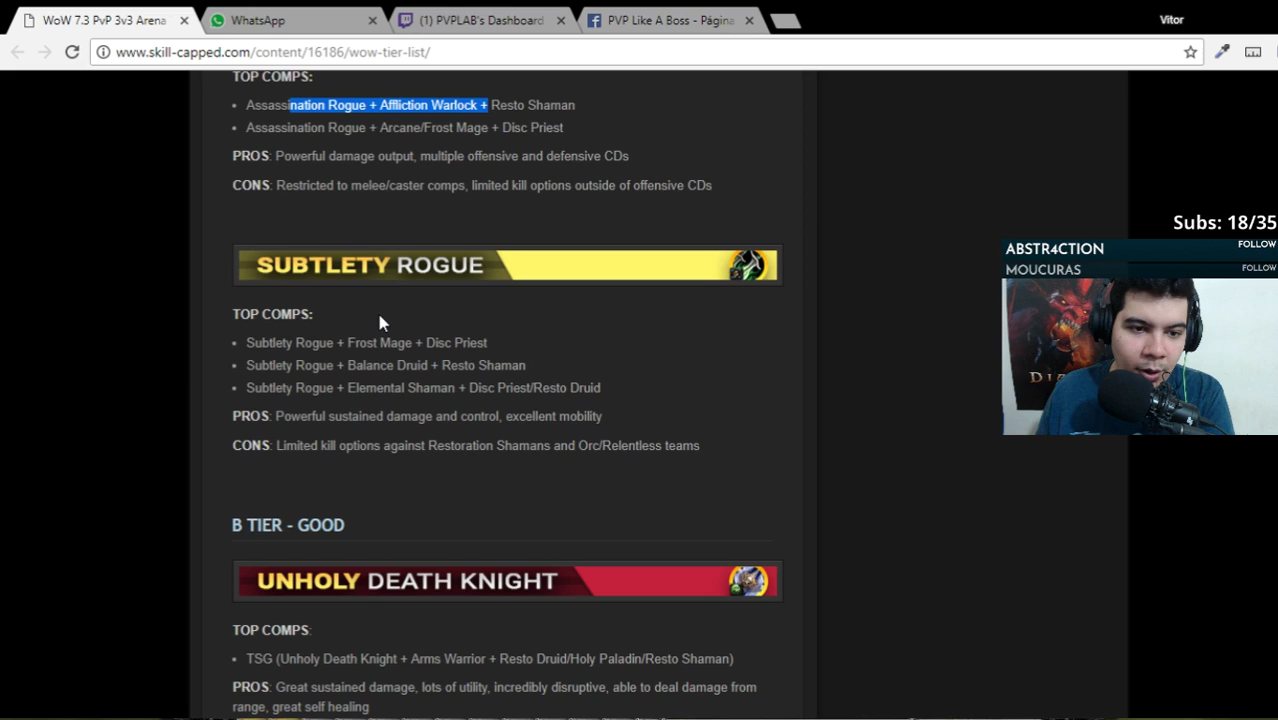 WoW 7.3 PvP 3v3 Arena
WhatsApp
(1) PVPLAB's Dashboard
PVP Like A Boss - Página
Vitor
www.skill-capped.com/content/16186/wow-tier-list/
TOP COMPS:
Assassination Rogue + Affliction Warlock + Resto Shaman
Assassination Rogue + Arcane/Frost Mage + Disc Priest
PROS: Powerful damage output, multiple offensive and defensive CDs
CONS: Restricted to melee/caster comps, limited kill options outside of offensive CDs
Subs: 18/35
ABSTR4CTION FOLLOW
MOUCURAS FOLLOW
SUBTLETY ROGUE
TOP COMPS:
Subtlety Rogue + Frost Mage + Disc Priest
Subtlety Rogue + Balance Druid + Resto Shaman
Subtlety Rogue + Elemental Shaman + Disc Priest/Resto Druid
PROS: Powerful sustained damage and control, excellent mobility
CONS: Limited kill options against Restoration Shamans and Orc/Relentless teams
B TIER - GOOD
UNHOLY DEATH KNIGHT
TOP COMPS:
TSG (Unholy Death Knight + Arms Warrior + Resto Druid/Holy Paladin/Resto Shaman)
PROS: Great sustained damage, lots of utility, incredibly disruptive, able to deal damage from
range, great self healing